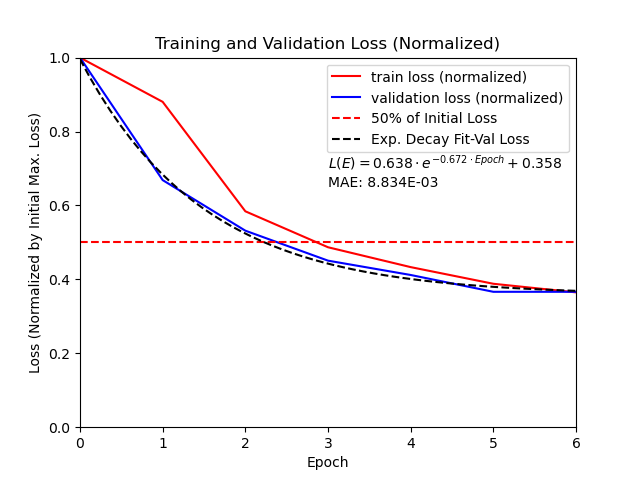 Training and Validation Loss (Normalized)
Loss (Normalized by Initial Max. Loss)
1.0
0.8
0.6
0.4
0.2
0.0
train loss (normalized)
validation loss (normalized)
50% of Initial Loss
Exp. Decay Fit-Val Loss
L(E) = 0.638 · e^{−0.672 · Epoch} + 0.358
MAE: 8.834E-03
0 1 2 3 4 5 6
Epoch